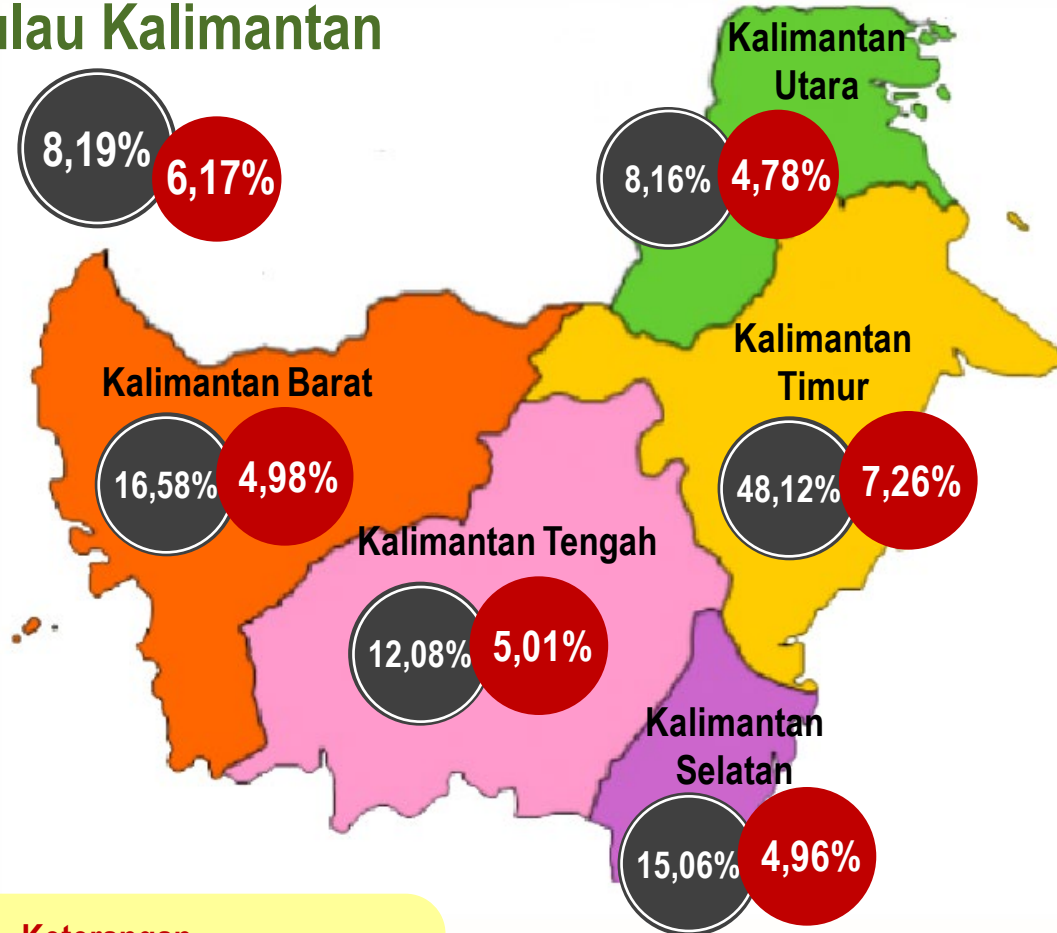 ulau Kalimantan
8,19% 6,17%
Kalimantan
Utara
8,16% 4,78%
Kalimantan
Timur
48,12% 7,26%
Kalimantan Barat
16,58% 4,98%
Kalimantan Tengah
12,08% 5,01%
Kalimantan
Selatan
15,06% 4,96%
Keterangan